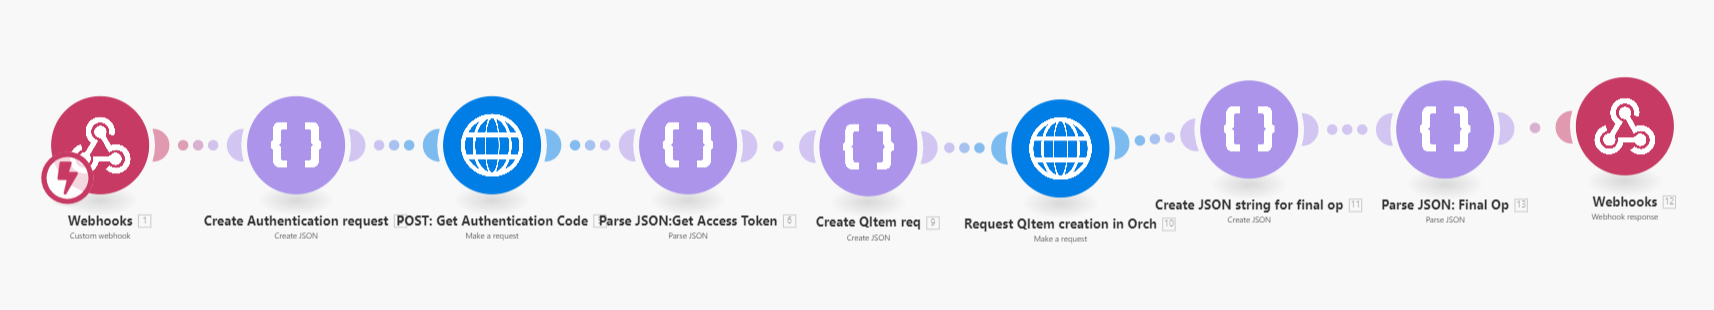 Webhooks 1
Custom webhook
Create Authentication request
Create JSON
POST: Get Authentication Code
Make a request
Parse JSON:Get Access Token 6
Parse JSON
Create QItem req 9
Create JSON
Request QItem creation in Orch 10
Make a request
Create JSON string for final op 11
Create JSON
Parse JSON: Final Op 13
Parse JSON
Webhooks 12
Webhook response